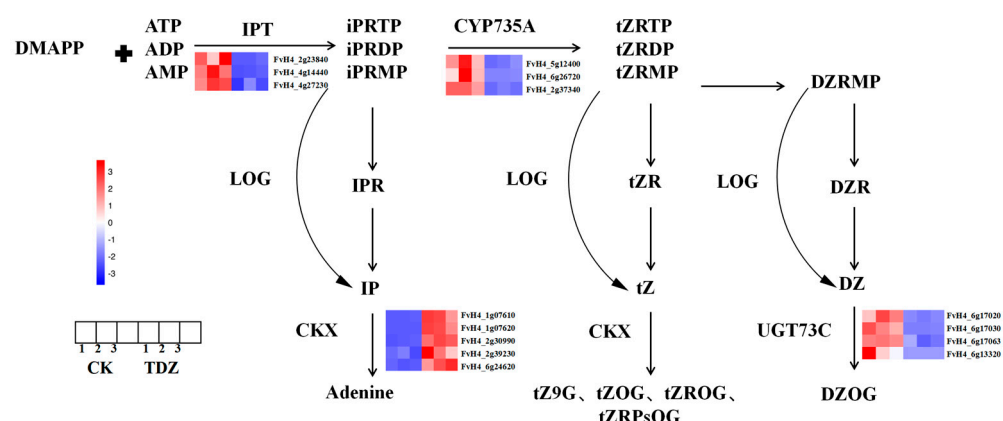 DMAPP
ATP
ADP
AMP
IPT
FvH4_2g23840
FvH4_4g14440
FvH4_4g27230
iPRTP
iPRDP
iPRMP
CYP735A
FvH4_5g12400
FvH4_6g26720
FvH4_2g37340
tZRTP
tZRDP
tZRMP
DZRMP
LOG
IPR
LOG
tZR
LOG
DZR
3
2
1
0
-1
-2
-3
IP
tZ
DZ
1 2 3 1 2 3
CK TDZ
CKX
FvH4_1g07610
FvH4_1g07620
FvH4_2g30990
FvH4_2g39230
FvH4_6g24620
CKX
UGT73C
FvH4_6g17020
FvH4_6g17030
FvH4_6g17063
FvH4_6g13320
Adenine
tZ9G、tZOG、tZROG、
tZRPsOG
DZOG